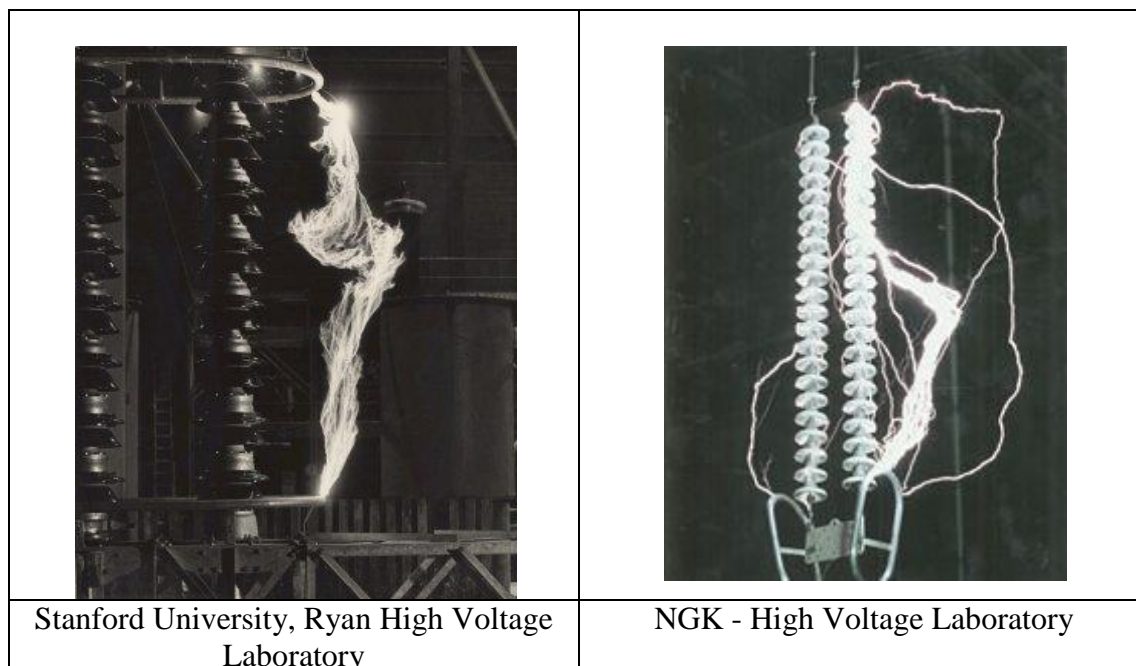 Stanford University, Ryan High Voltage
Laboratory
NGK - High Voltage Laboratory